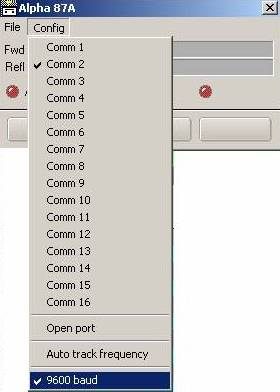 Alpha 87A
File Config
Fwd
Refl
Comm 1
Comm 2
Comm 3
Comm 4
Comm 5
Comm 6
Comm 7
Comm 8
Comm 9
Comm 10
Comm 11
Comm 12
Comm 13
Comm 14
Comm 15
Comm 16
Open port
Auto track frequency
9600 baud